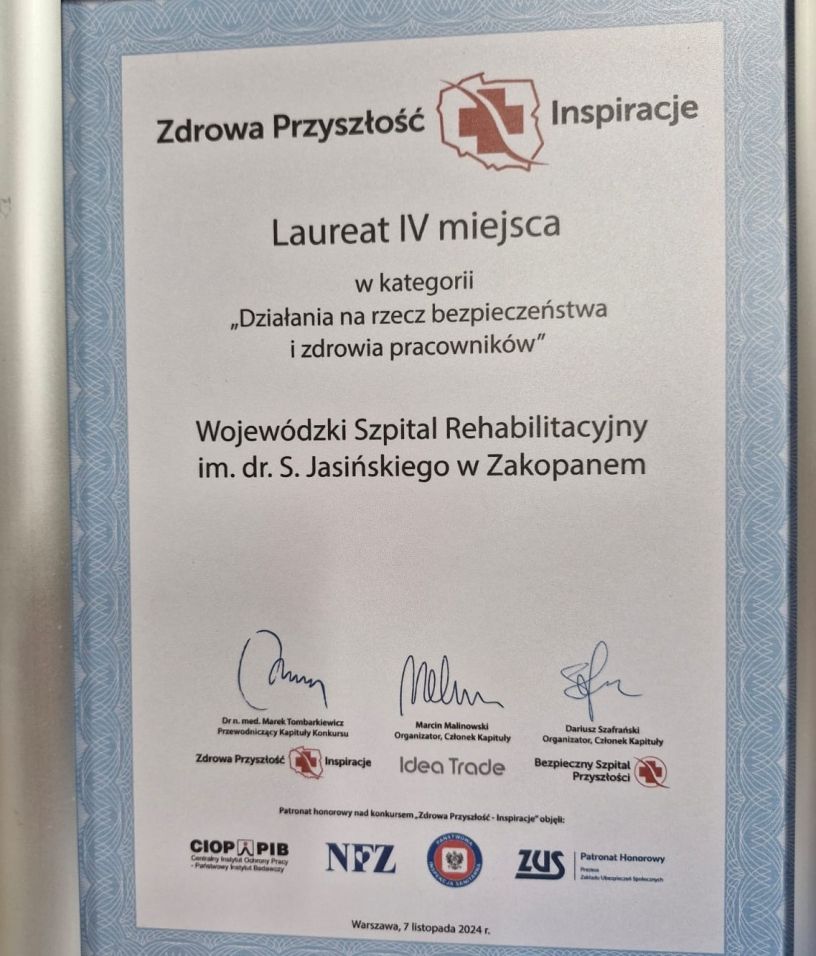 Zdrowa Przyszłość Inspiracje
Laureat IV miejsca
w kategorii
„Działania na rzecz bezpieczeństwa
i zdrowia pracowników”
Wojewódzki Szpital Rehabilitacyjny
im. dr. S. Jasińskiego w Zakopanem
Dr n. med. Marek Tombarkiewicz
Przewodniczący Kapituły Konkursu
Marcin Malinowski
Organizator, Członek Kapituły
Dariusz Szafrański
Organizator, Członek Kapituły
Zdrowa Przyszłość Inspiracje
Idea Trade
Bezpieczny Szpital
Przyszłości
Patronat honorowy nad konkursem „Zdrowa Przyszłość - Inspiracje” objęli:
CIOP PIB
Centralny Instytut Ochrony Pracy
- Państwowy Instytut Badawczy
NFZ
PAŃSTWOWA
INSPEKCJA SANITARNA
ZUS
Patronat Honorowy
Prezesa
Zakładu Ubezpieczeń Społecznych
Warszawa, 7 listopada 2024 r.